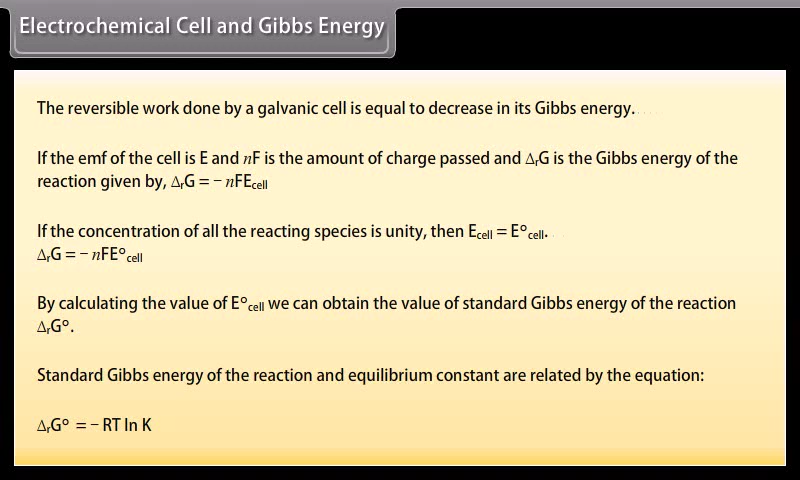 Electrochemical Cell and Gibbs Energy
The reversible work done by a galvanic cell is equal to decrease in its Gibbs energy.
If the emf of the cell is E and nF is the amount of charge passed and ΔᵣG is the Gibbs energy of the
reaction given by, ΔᵣG = − nFE_cell
If the concentration of all the reacting species is unity, then E_cell = E°_cell.
ΔᵣG = − nFE°_cell
By calculating the value of E°_cell we can obtain the value of standard Gibbs energy of the reaction
ΔᵣG°.
Standard Gibbs energy of the reaction and equilibrium constant are related by the equation:
ΔᵣG° = − RT ln K